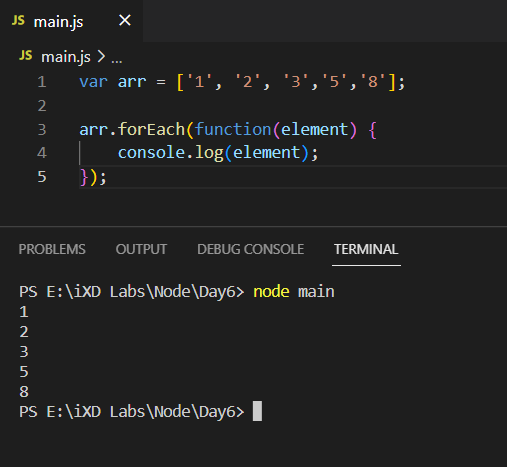 JS main.js ×
JS main.js > ...
1 var arr = ['1', '2', '3','5','8'];
2
3 arr.forEach(function(element) {
4     console.log(element);
5 });
PROBLEMS OUTPUT DEBUG CONSOLE TERMINAL
PS E:\iXD Labs\Node\Day6> node main
1
2
3
5
8
PS E:\iXD Labs\Node\Day6>